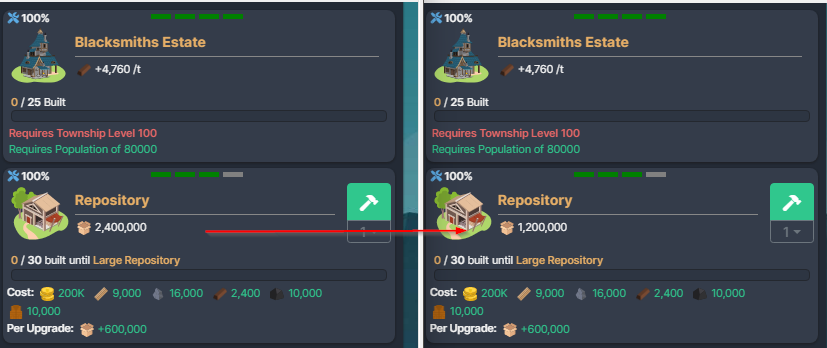 100%
Blacksmiths Estate
+4,760 /t
0 / 25 Built
Requires Township Level 100
Requires Population of 80000
100%
Repository
2,400,000
1
0 / 30 built until Large Repository
Cost: 200K 9,000 16,000 2,400 10,000
10,000
Per Upgrade: +600,000
100%
Blacksmiths Estate
+4,760 /t
0 / 25 Built
Requires Township Level 100
Requires Population of 80000
100%
Repository
1,200,000
1
0 / 30 built until Large Repository
Cost: 200K 9,000 16,000 2,400 10,000
10,000
Per Upgrade: +600,000